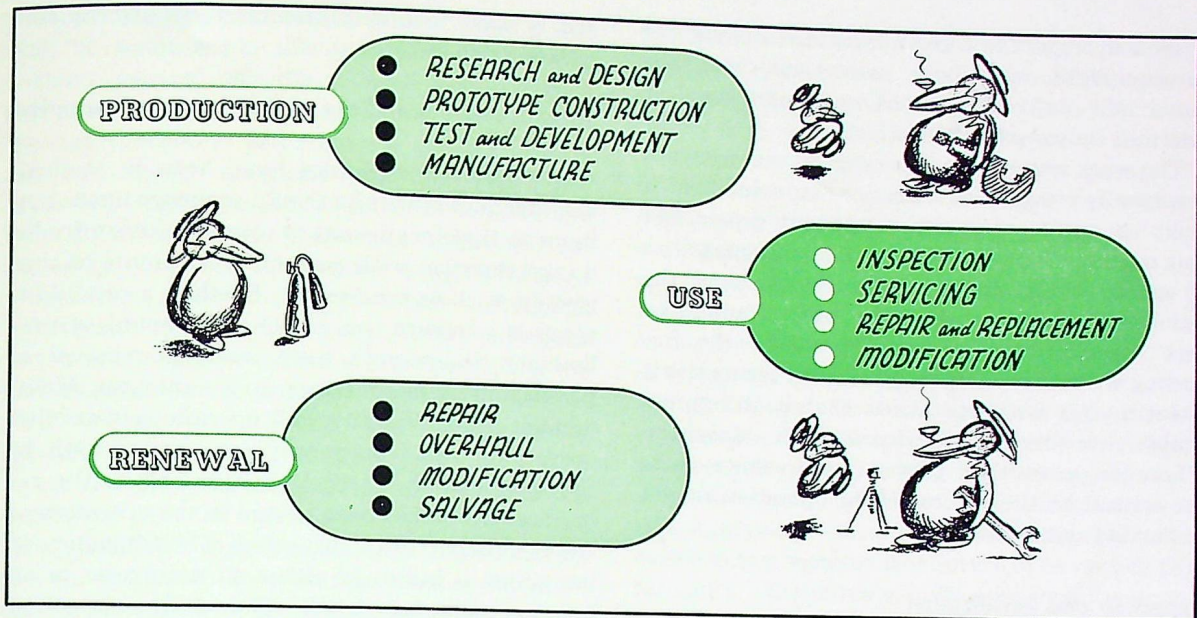 PRODUCTION
RESEARCH and DESIGN
PROTOTYPE CONSTRUCTION
TEST and DEVELOPMENT
MANUFACTURE
USE
INSPECTION
SERVICING
REPAIR and REPLACEMENT
MODIFICATION
RENEWAL
REPAIR
OVERHAUL
MODIFICATION
SALVAGE